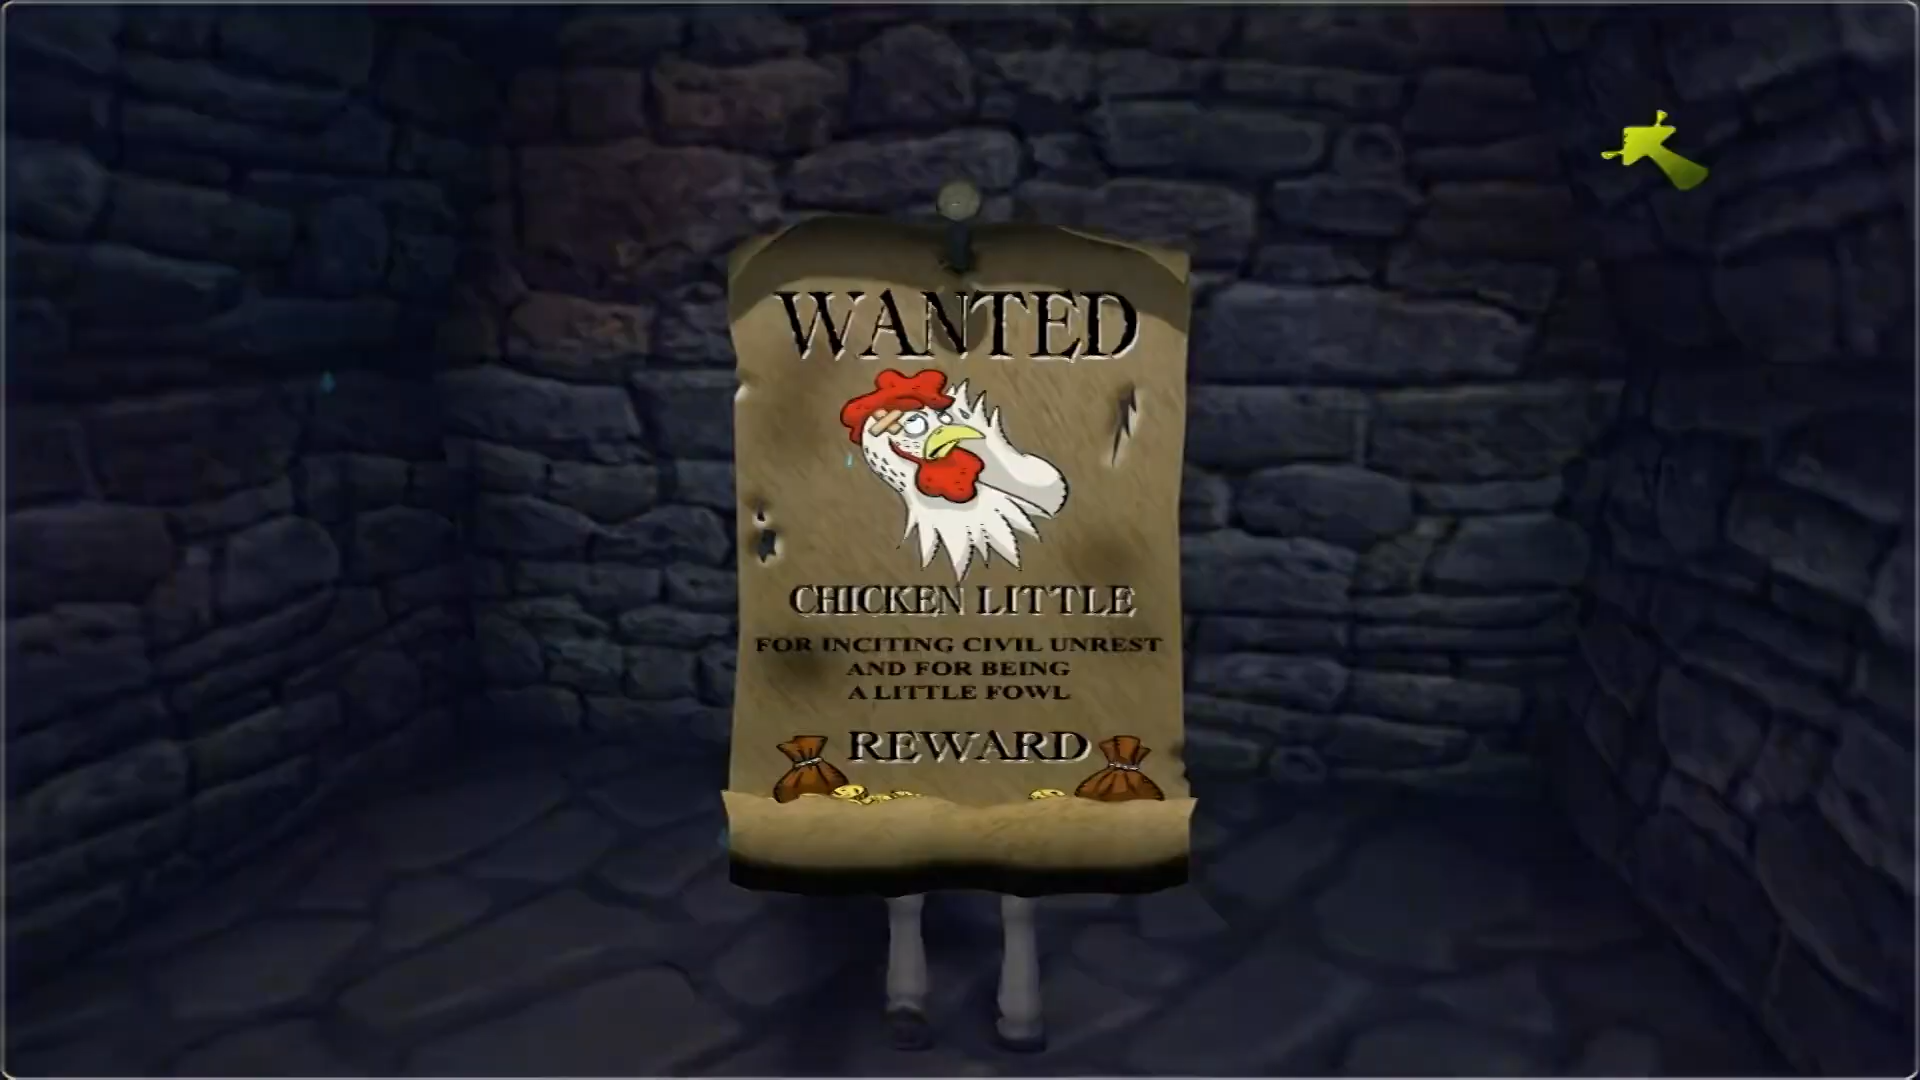 WANTED
CHICKEN LITTLE
FOR INCITING CIVIL UNREST
AND FOR BEING
A LITTLE FOWL
REWARD